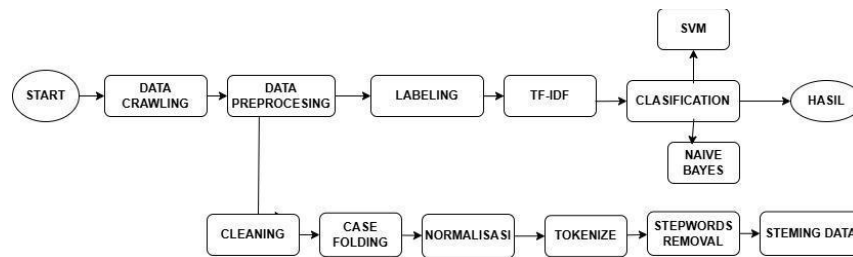 SVM
START
DATA
CRAWLING
DATA
PREPROCESING
LABELING
TF-IDF
CLASIFICATION
HASIL
NAIVE
BAYES
CLEANING
CASE
FOLDING
NORMALISASI
TOKENIZE
STEPWORDS
REMOVAL
STEMING DATA